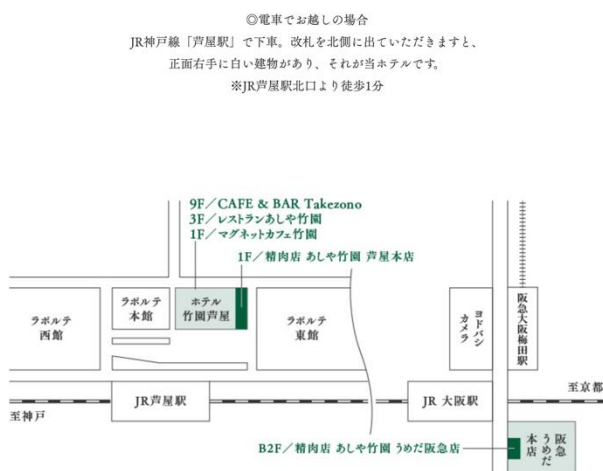 ◎電車でお越しの場合
JR神戸線「芦屋駅」で下車。改札を北側に出ていただきますと、
正面右手に白い建物があり、それが当ホテルです。
※JR芦屋駅北口より徒歩1分
9F／CAFE & BAR Takezono
3F／レストランあしや竹園
1F／マグネットカフェ竹園
1F／精肉店 あしや竹園 芦屋本店
ラポルテ
西館
ラポルテ
本館
ホテル
竹園芦屋
ラポルテ
東館
ヨドバシ
カメラ
阪急大阪梅田駅
JR芦屋駅
JR 大阪駅
至京都
至神戸
B2F／精肉店 あしや竹園 うめだ阪急店
阪急
うめだ
本店